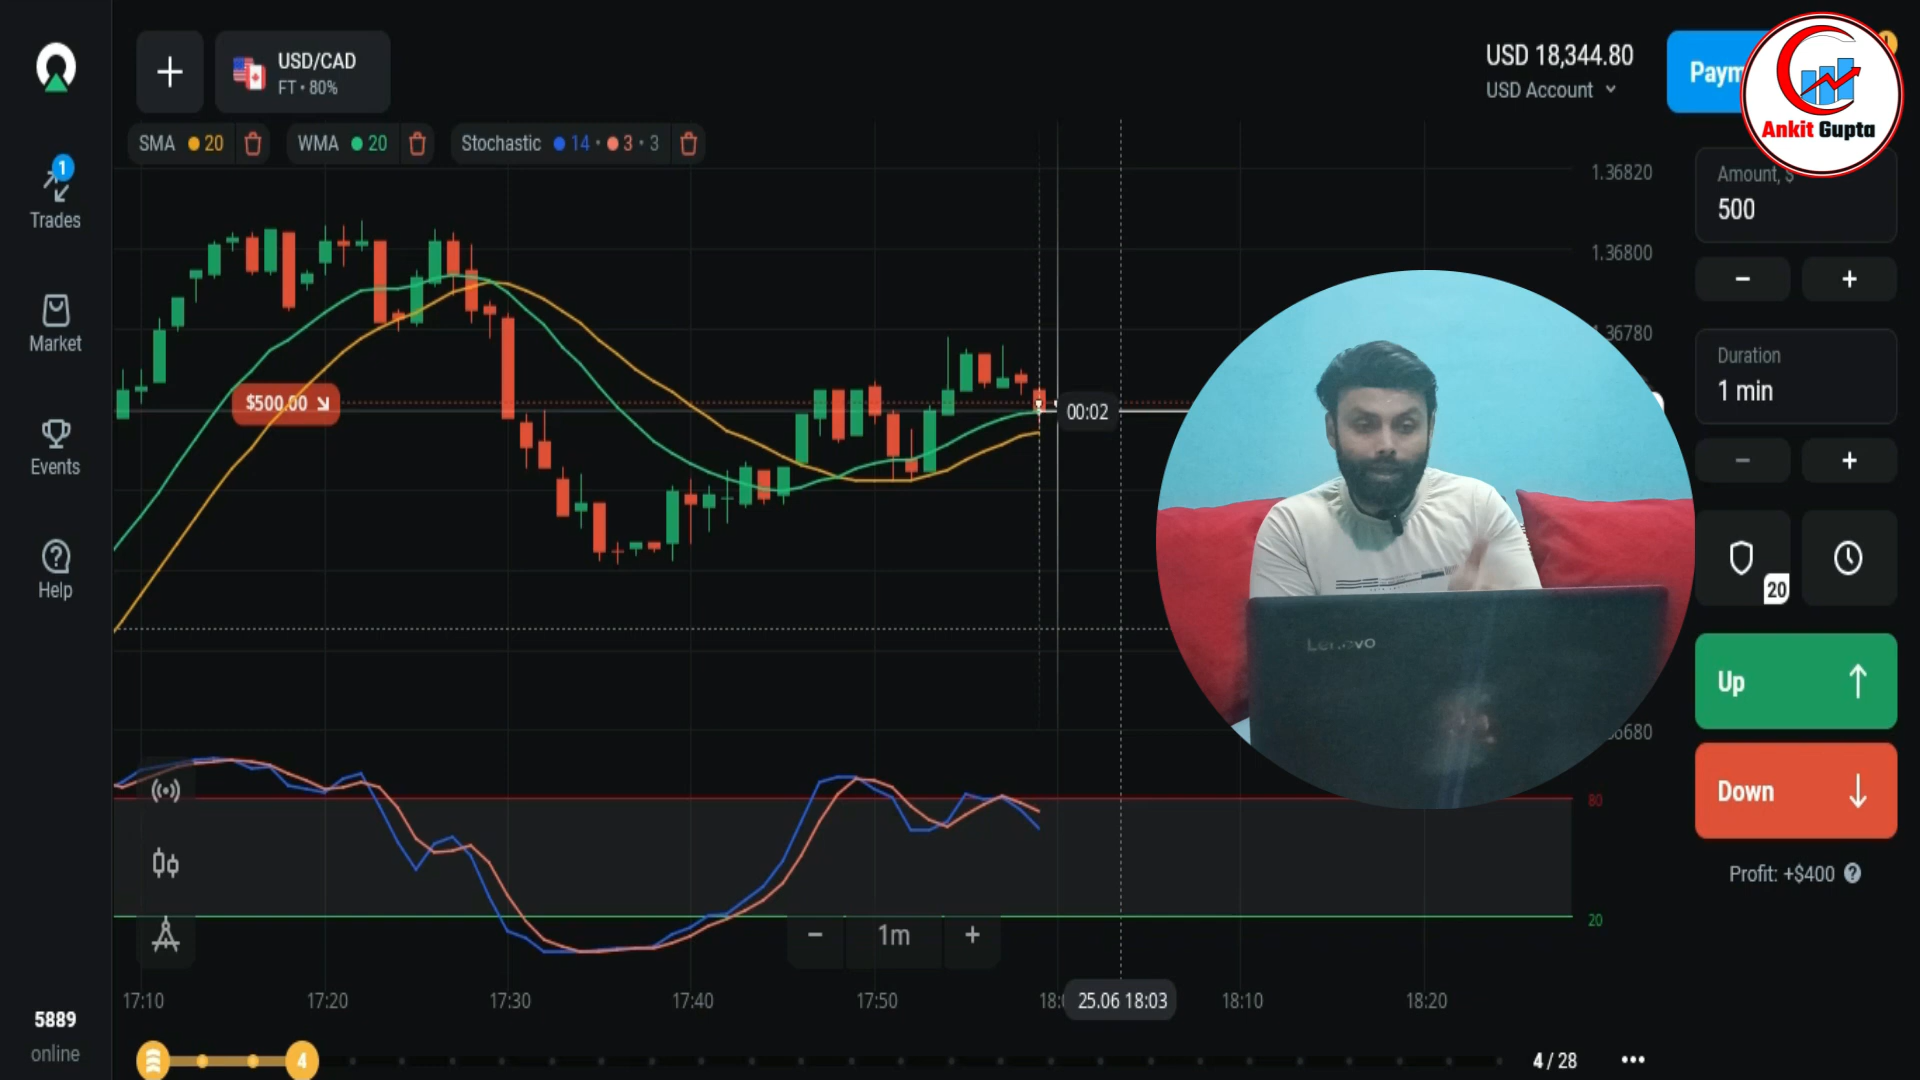 USD/CAD
FT • 80%
USD 18,344.80
USD Account
Paym
Ankit Gupta
SMA 20
WMA 20
Stochastic 14 • 3 • 3
1
Trades
Market
Events
Help
5889
online
1.36820
1.36800
36780
$500.00
00:02
Lenovo
Amount, $
500
Duration
1 min
20
Up
Down
Profit: +$400
80
20
1m
17:10
17:20
17:30
17:40
17:50
18:0
25.06 18:03
18:10
18:20
4
4 / 28